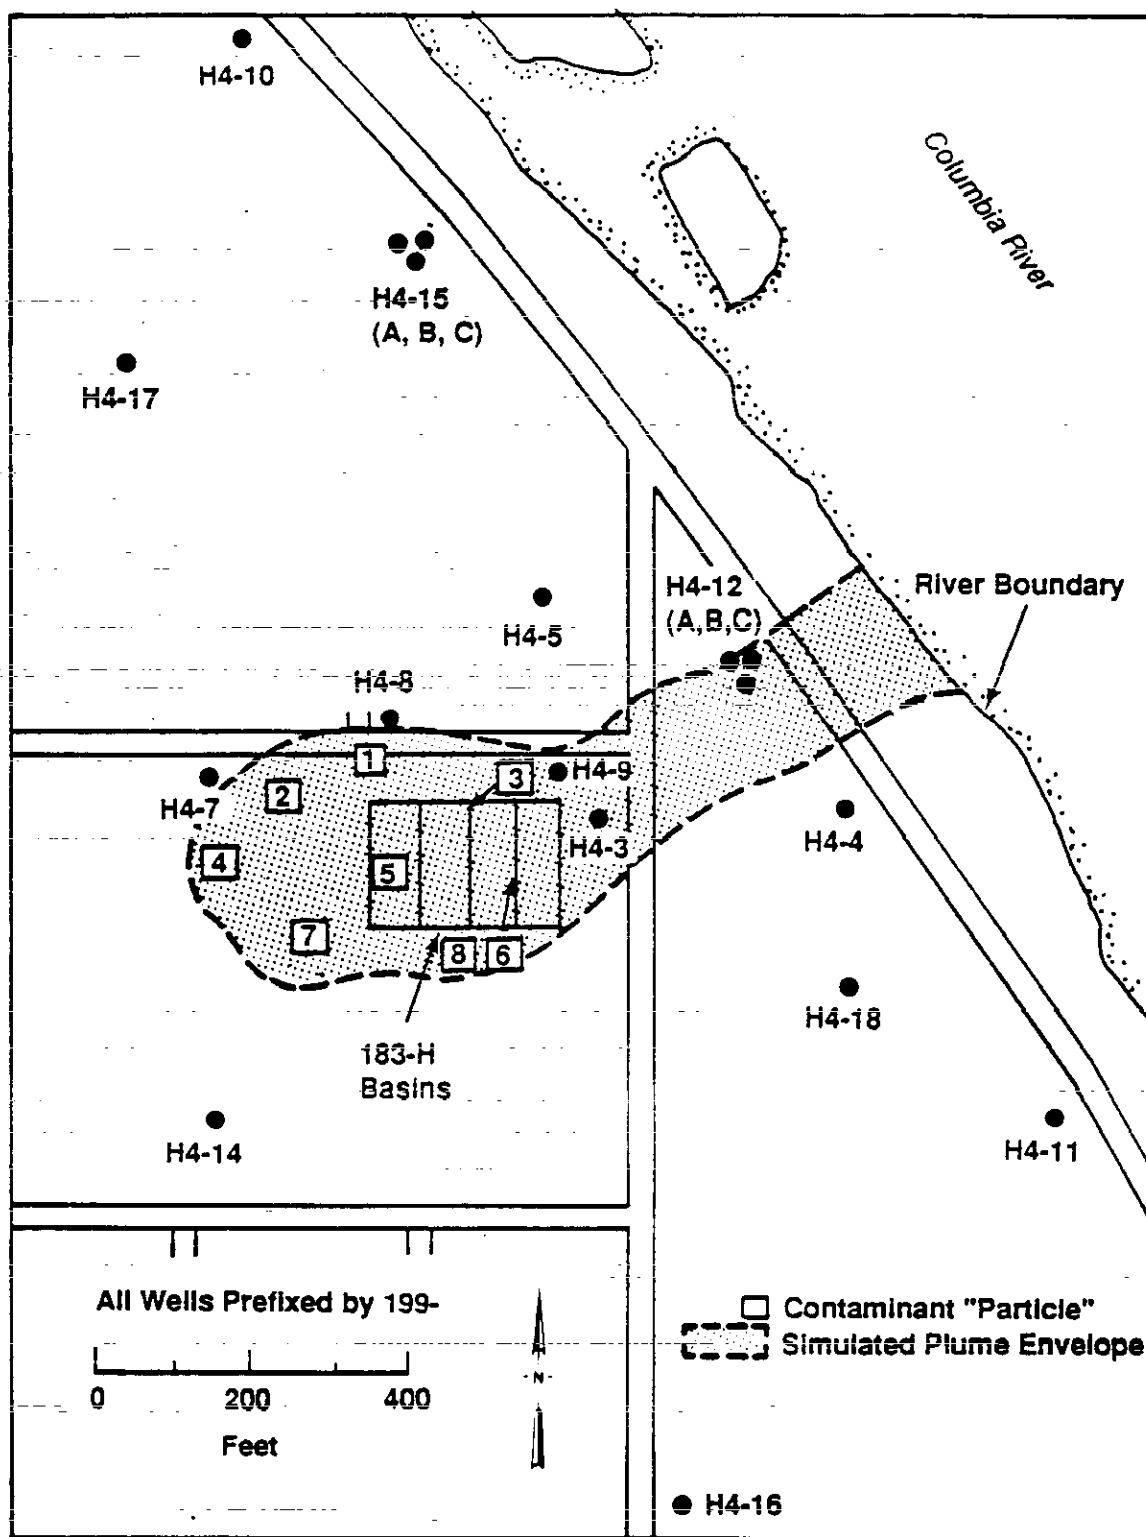 H4-10
Columbia River
H4-15
(A, B, C)
H4-17
H4-12
(A,B,C)
River Boundary
H4-5
H4-8
1
2
3
H4-9
H4-7
H4-3
H4-4
4
5
7
8
6
H4-18
183-H
Basins
H4-14
H4-11
All Wells Prefixed by 199-
0 200 400
Feet
N
Contaminant "Particle"
Simulated Plume Envelope
H4-16